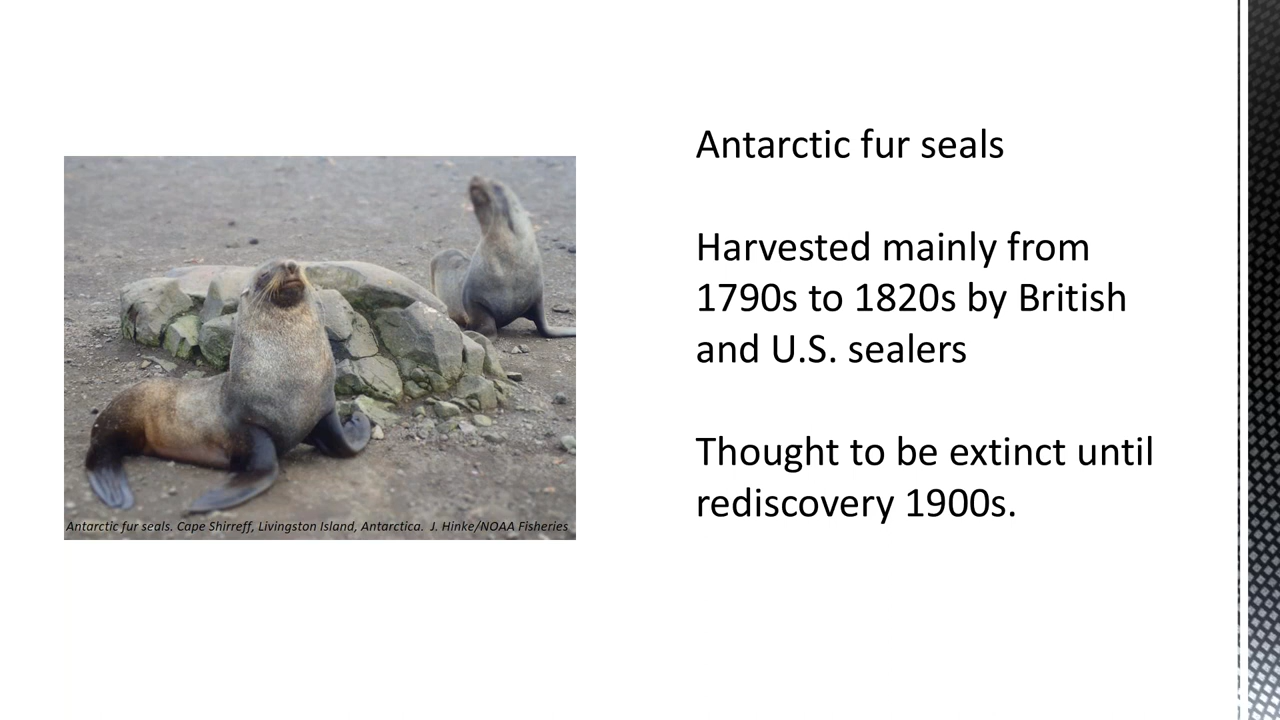 Antarctic fur seals
Harvested mainly from
1790s to 1820s by British
and U.S. sealers
Thought to be extinct until
rediscovery 1900s.
Antarctic fur seals. Cape Shirreff, Livingston Island, Antarctica. J. Hinke/NOAA Fisheries